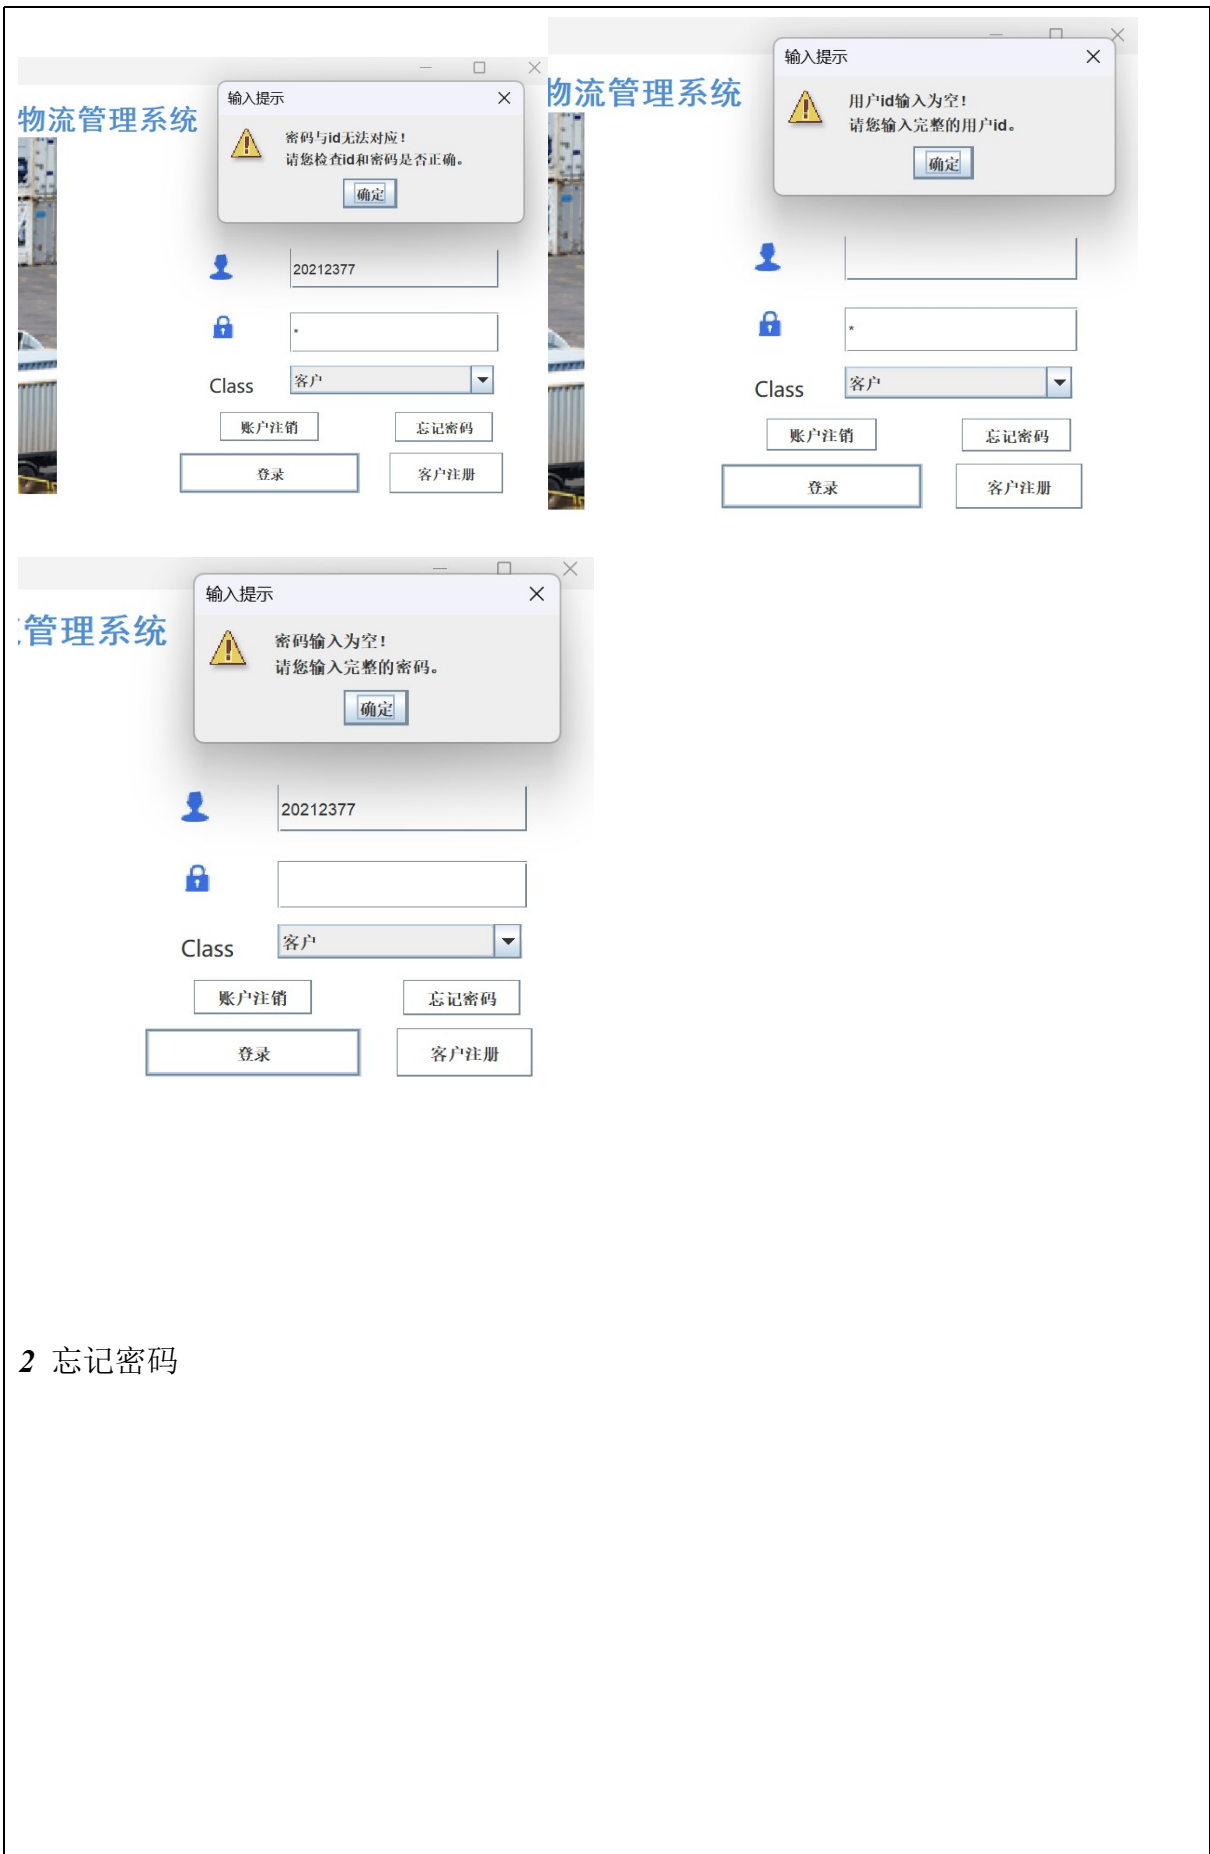 输入提示
物流管理系统
密码与id无法对应！
请您检查id和密码是否正确。
确定
20212377
*
Class
客户
账户注销
忘记密码
登录
客户注册
输入提示
物流管理系统
用户id输入为空！
请您输入完整的用户id。
确定
*
Class
客户
账户注销
忘记密码
登录
客户注册
输入提示
管理系统
密码输入为空！
请您输入完整的密码。
确定
20212377
Class
客户
账户注销
忘记密码
登录
客户注册
2 忘记密码